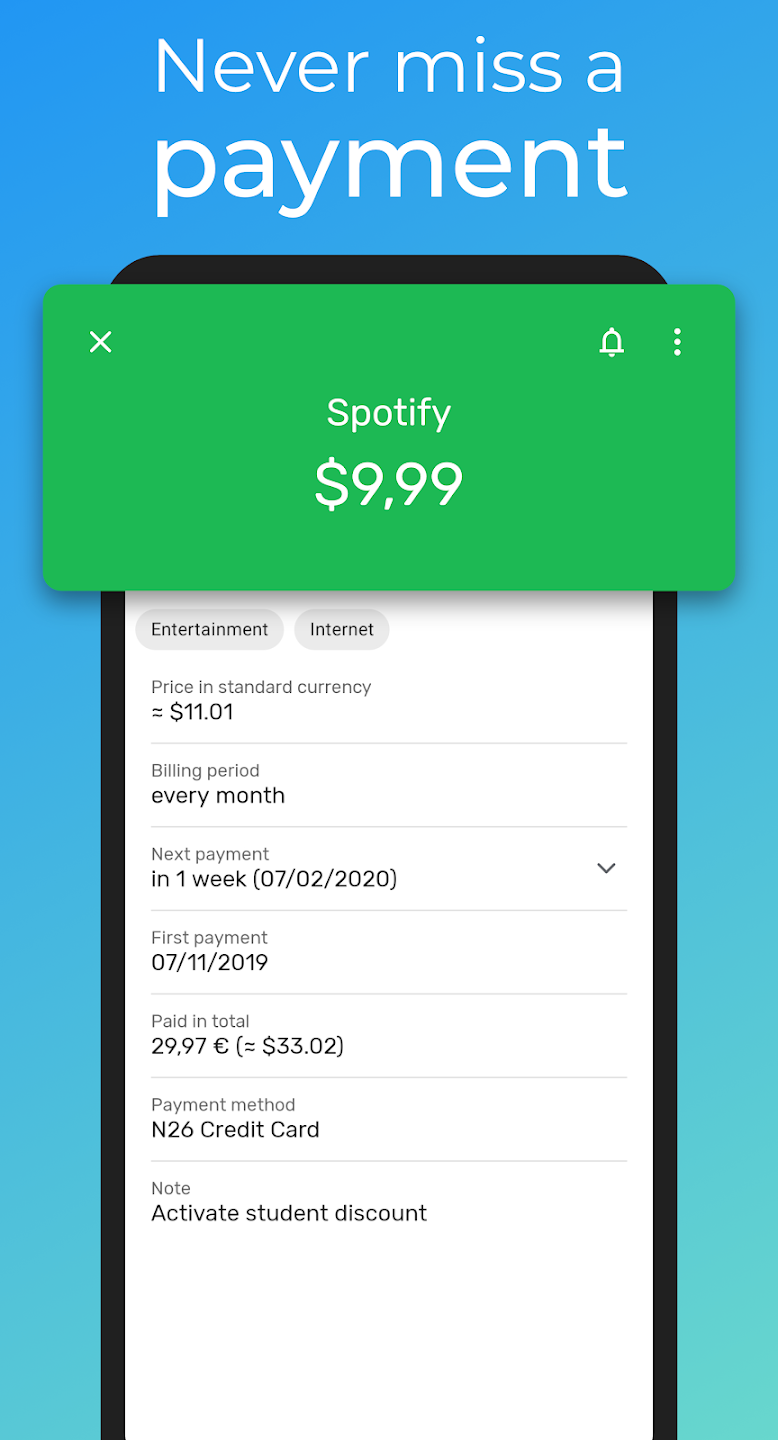 Never miss a
payment
Spotify
$9,99
Entertainment Internet
Price in standard currency
≈ $11.01
Billing period
every month
Next payment
in 1 week (07/02/2020)
First payment
07/11/2019
Paid in total
29,97 € (≈ $33.02)
Payment method
N26 Credit Card
Note
Activate student discount